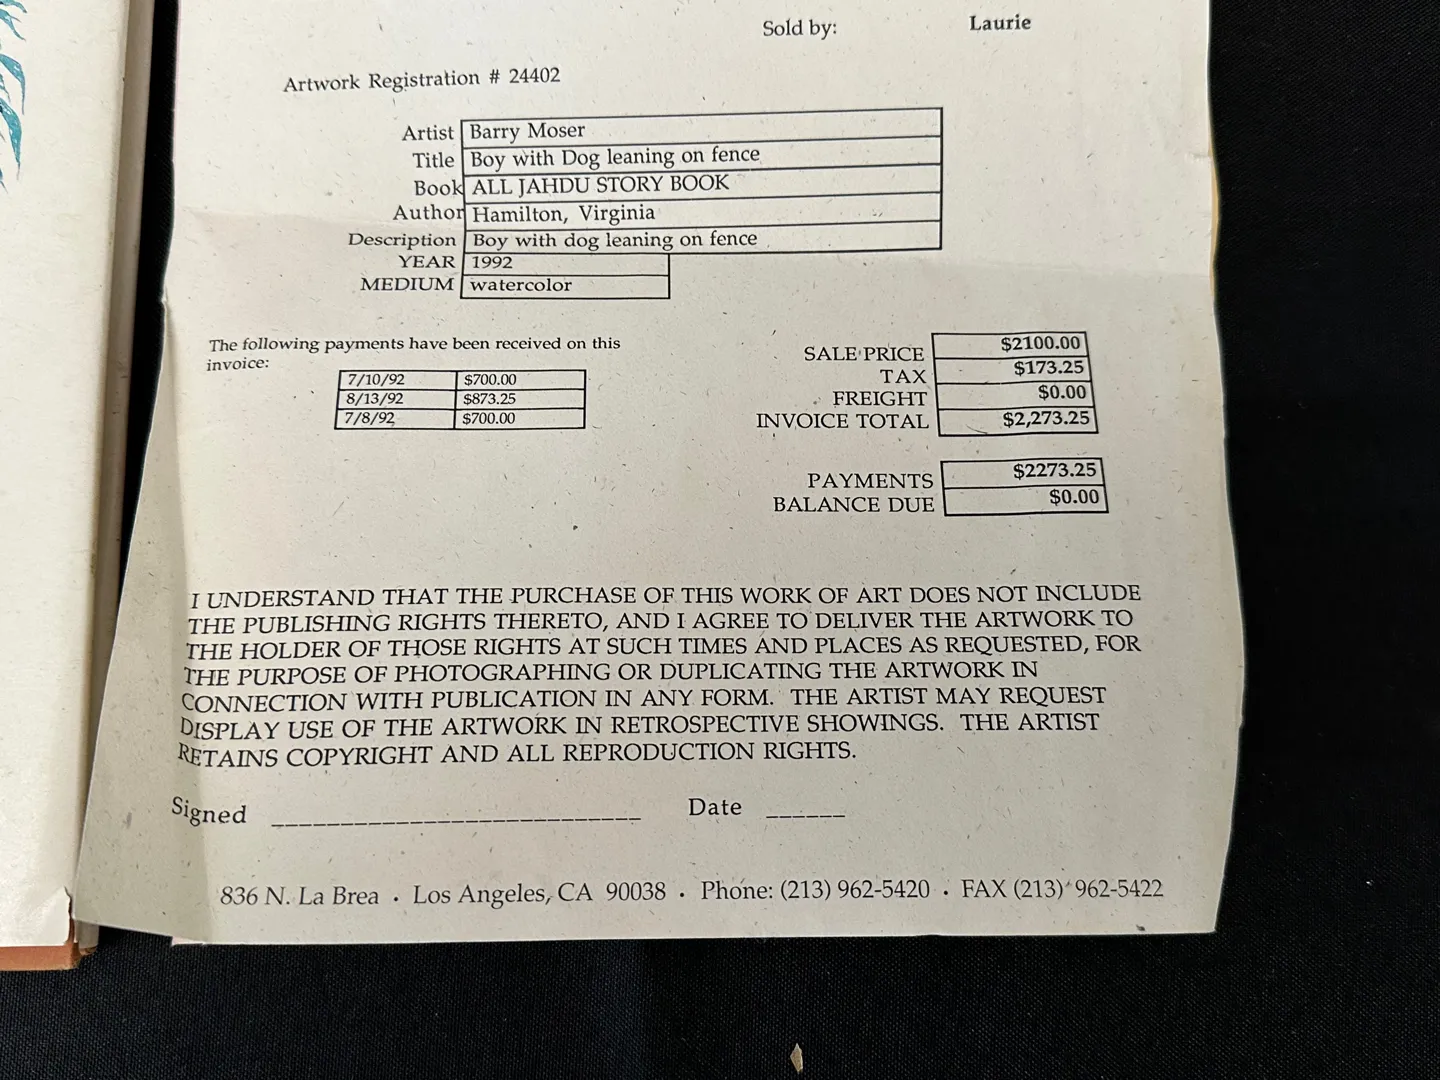 Sold by: Laurie
Artwork Registration # 24402
Artist Barry Moser
Title Boy with Dog leaning on fence
Book ALL JAHDU STORY BOOK
Author Hamilton, Virginia
Description Boy with dog leaning on fence
YEAR 1992
MEDIUM watercolor
The following payments have been received on this
invoice:
7/10/92 $700.00
8/13/92 $873.25
7/8/92 $700.00
SALE PRICE $2100.00
TAX $173.25
FREIGHT $0.00
INVOICE TOTAL $2,273.25
PAYMENTS $2273.25
BALANCE DUE $0.00
I UNDERSTAND THAT THE PURCHASE OF THIS WORK OF ART DOES NOT INCLUDE
THE PUBLISHING RIGHTS THERETO, AND I AGREE TO DELIVER THE ARTWORK TO
THE HOLDER OF THOSE RIGHTS AT SUCH TIMES AND PLACES AS REQUESTED, FOR
THE PURPOSE OF PHOTOGRAPHING OR DUPLICATING THE ARTWORK IN
CONNECTION WITH PUBLICATION IN ANY FORM. THE ARTIST MAY REQUEST
DISPLAY USE OF THE ARTWORK IN RETROSPECTIVE SHOWINGS. THE ARTIST
RETAINS COPYRIGHT AND ALL REPRODUCTION RIGHTS.
Signed ___________________________ Date ______
836 N. La Brea · Los Angeles, CA 90038 · Phone: (213) 962-5420 · FAX (213) 962-5422